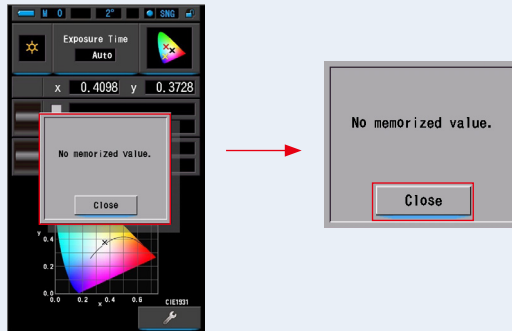 M 0 2° SNG
Exposure Time
Auto
x 0.4098 y 0.3728
No memorized value.
Close
y
0.4
0.2
0.0
0.0 0.2 0.4 0.6
x
CIE1931
No memorized value.
Close